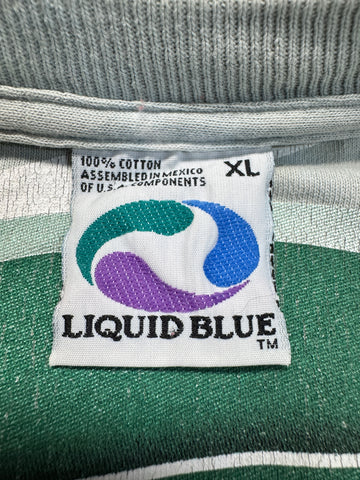 100% COTTON XL
ASSEMBLED IN MEXICO
OF U.S.A. COMPONENTS
LIQUID BLUE
TM